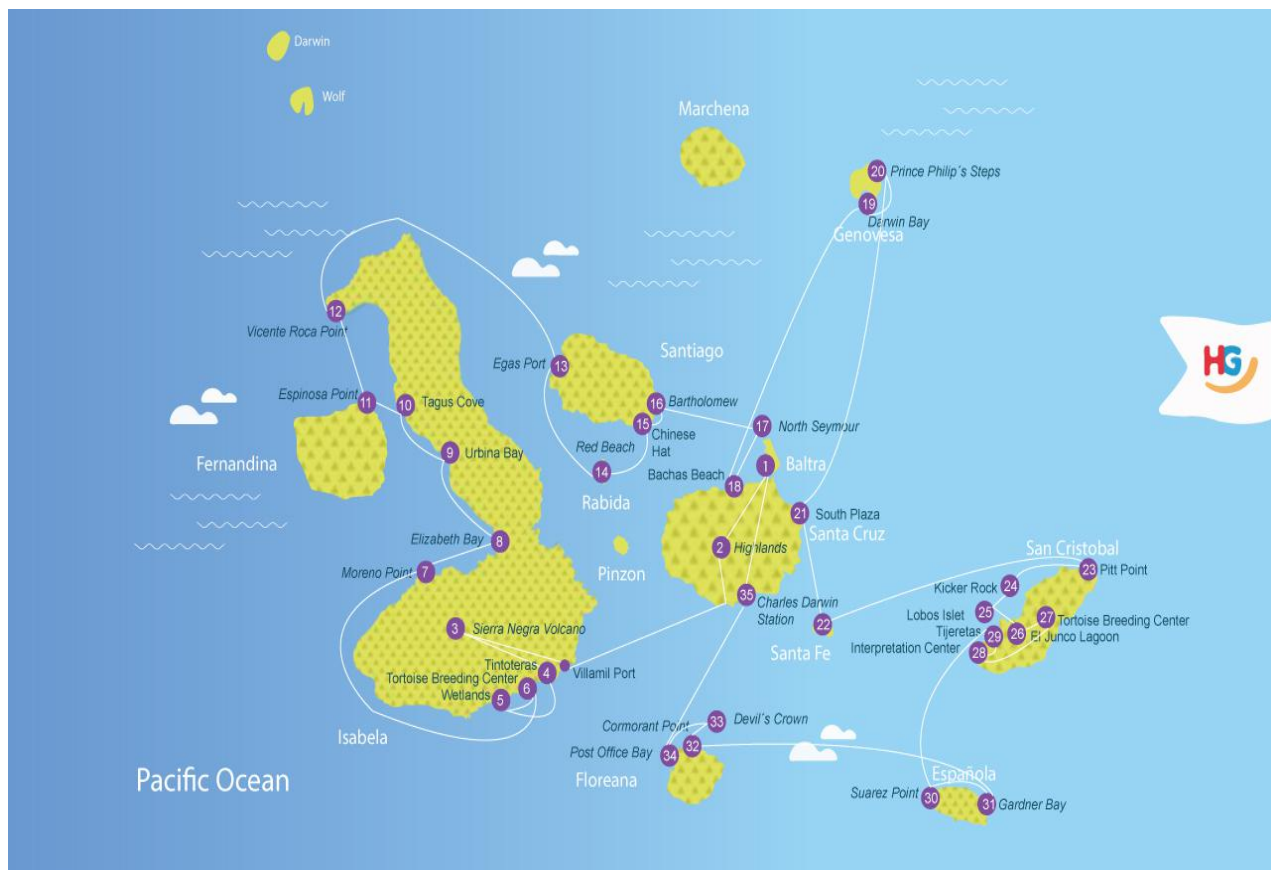 Darwin
Wolf
Marchena
20
Prince Philip´s Steps
19
Darwin Bay
Genovesa
12
Vicente Roca Point
Egas Port
13
Santiago
HG
Espinosa Point
11
10
Tagus Cove
16
Bartholomew
15
Chinese
Hat
17
North Seymour
Fernandina
9
Urbina Bay
Red Beach
14
Rabida
Bachas Beach
18
1
Baltra
21
South Plaza
Santa Cruz
Elizabeth Bay
8
Pinzon
2
Highlands
San Cristobal
23
Pitt Point
Moreno Point
7
35
Charles Darwin
Station
Kicker Rock
24
3
Sierra Negra Volcano
22
Santa Fe
Lobos Islet
25
27
Tortoise Breeding Center
Tijeretas
29
26
El Junco Lagoon
Interpretation Center
28
Tintoteras
4
Villamil Port
Tortoise Breeding Center
6
Wetlands
5
Isabela
Cormorant Point
33
Devil´s Crown
Post Office Bay
34
32
Floreana
Pacific Ocean
Española
Suarez Point
30
31
Gardner Bay